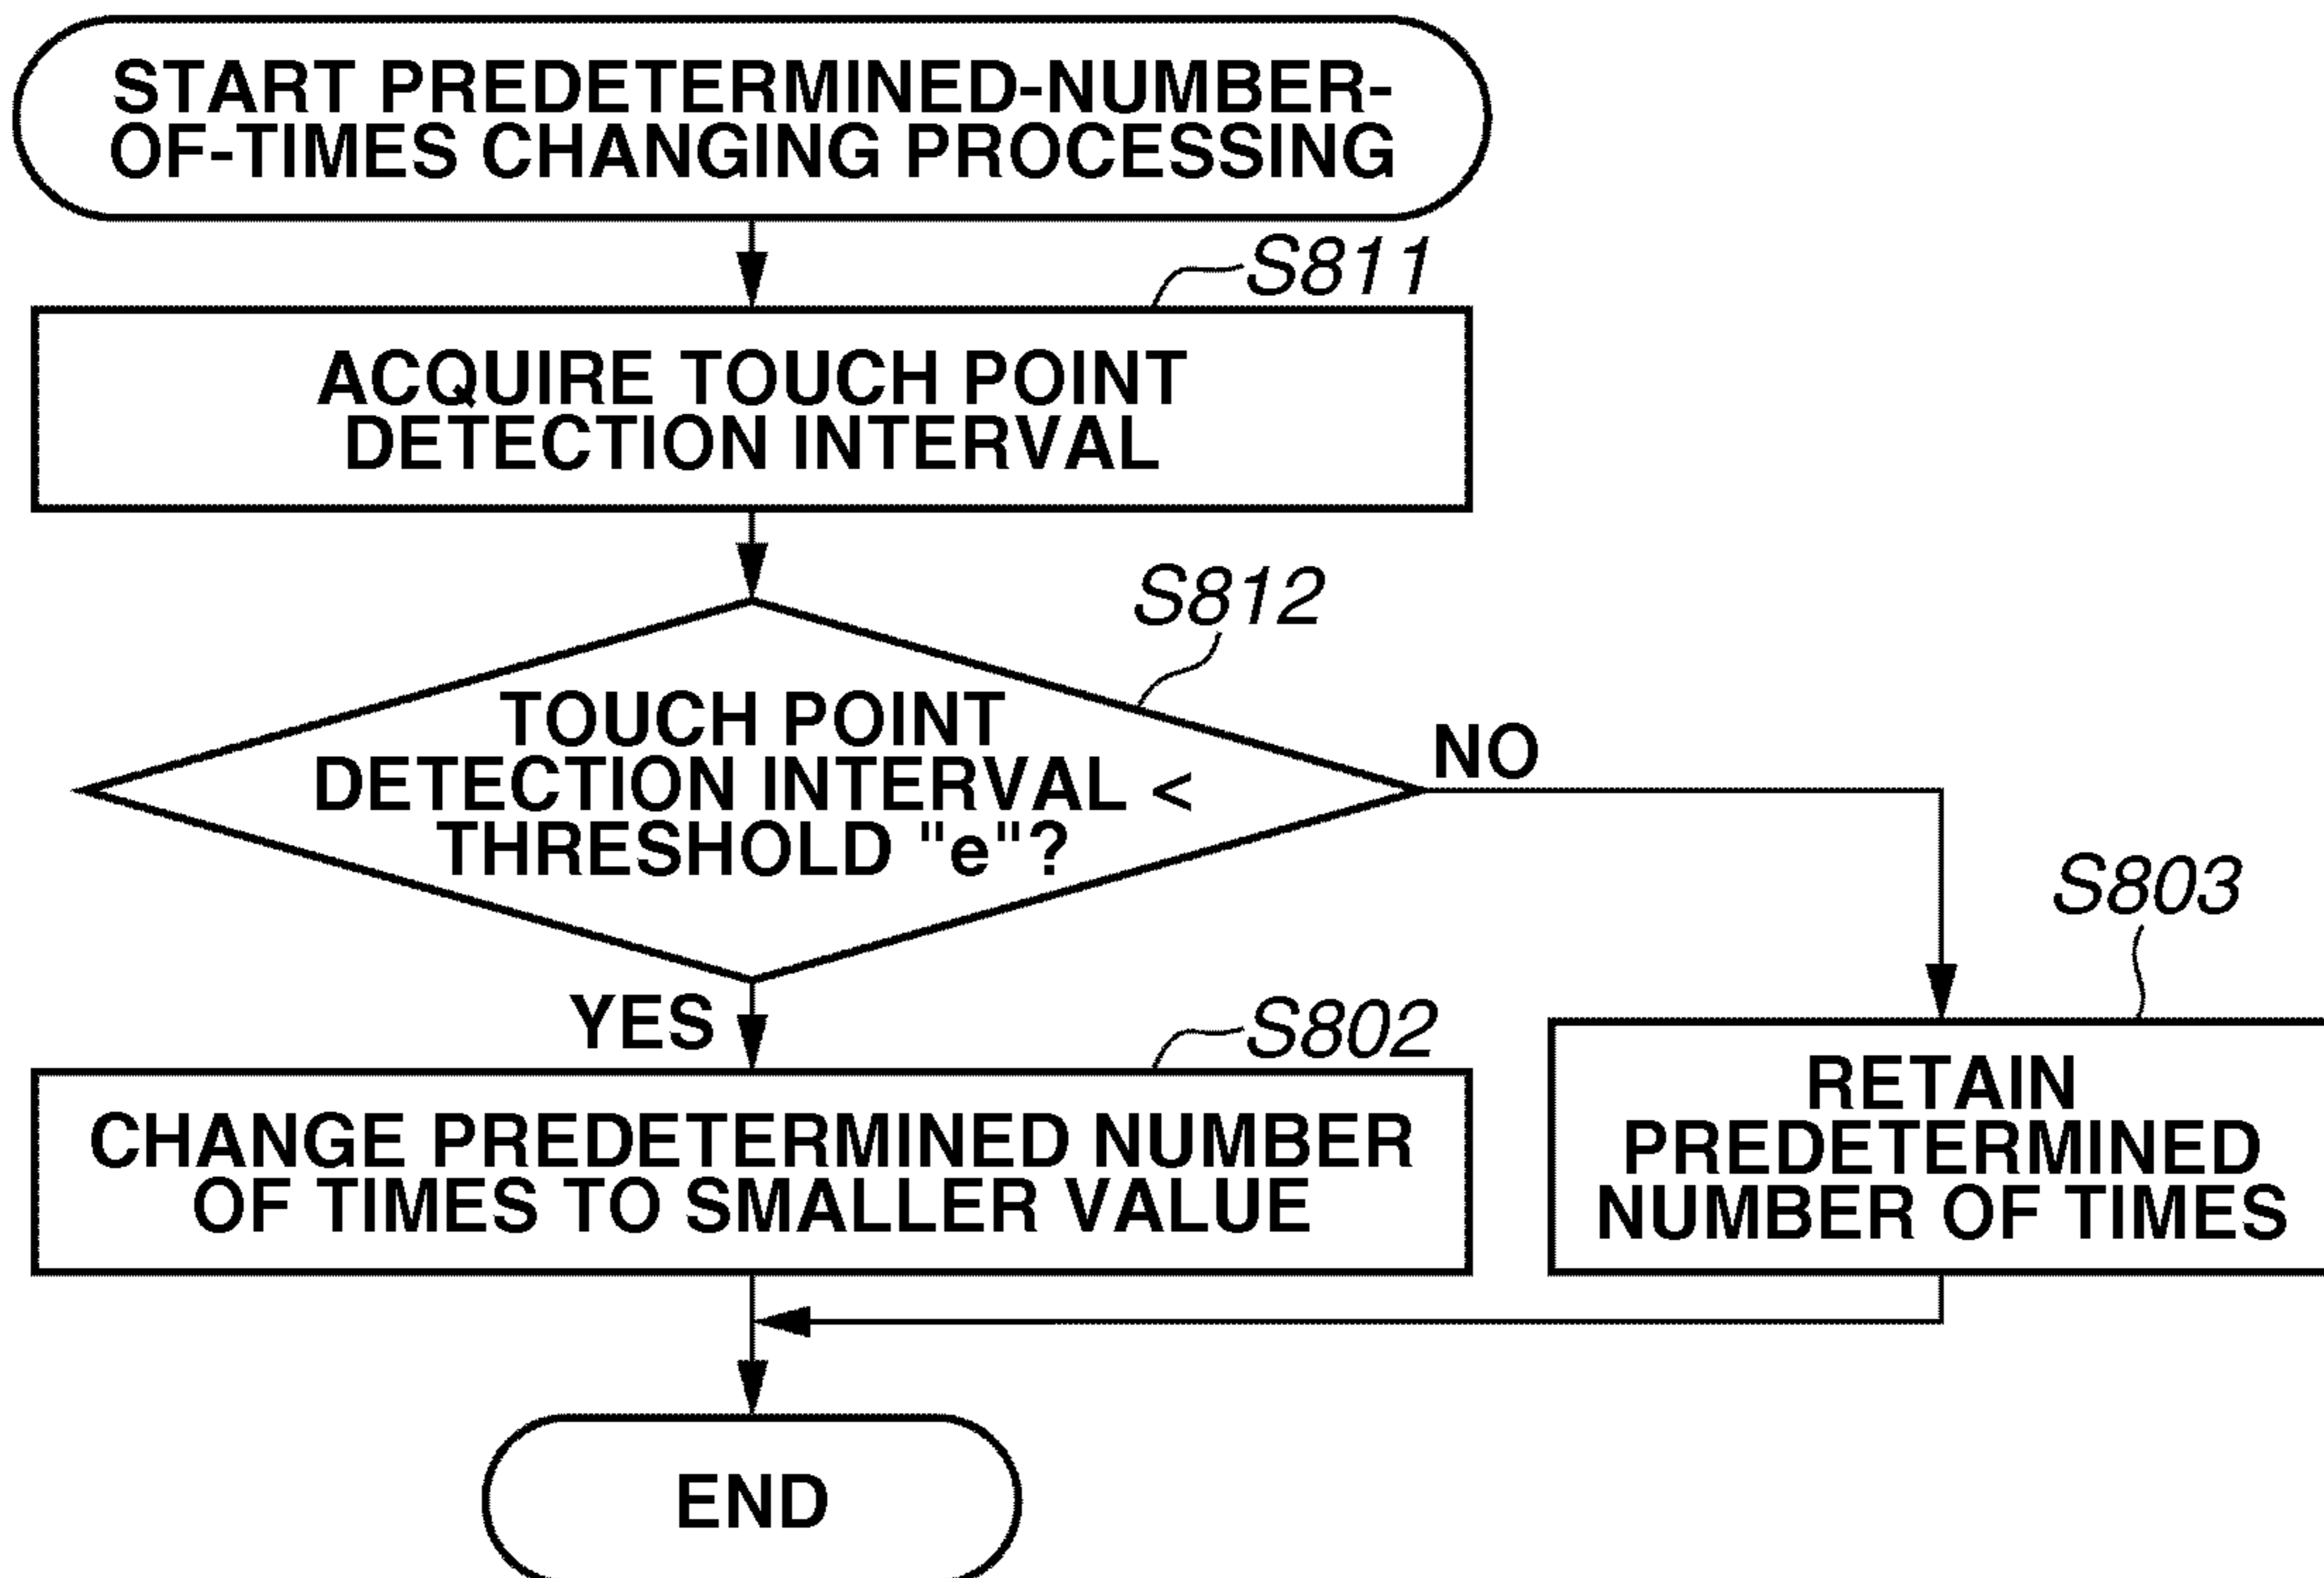 START PREDETERMINED-NUMBER-
OF-TIMES CHANGING PROCESSING
S811
ACQUIRE TOUCH POINT
DETECTION INTERVAL
S812
TOUCH POINT
DETECTION INTERVAL <
THRESHOLD "e"?
NO
S803
YES
S802
CHANGE PREDETERMINED NUMBER
OF TIMES TO SMALLER VALUE
RETAIN
PREDETERMINED
NUMBER OF TIMES
END